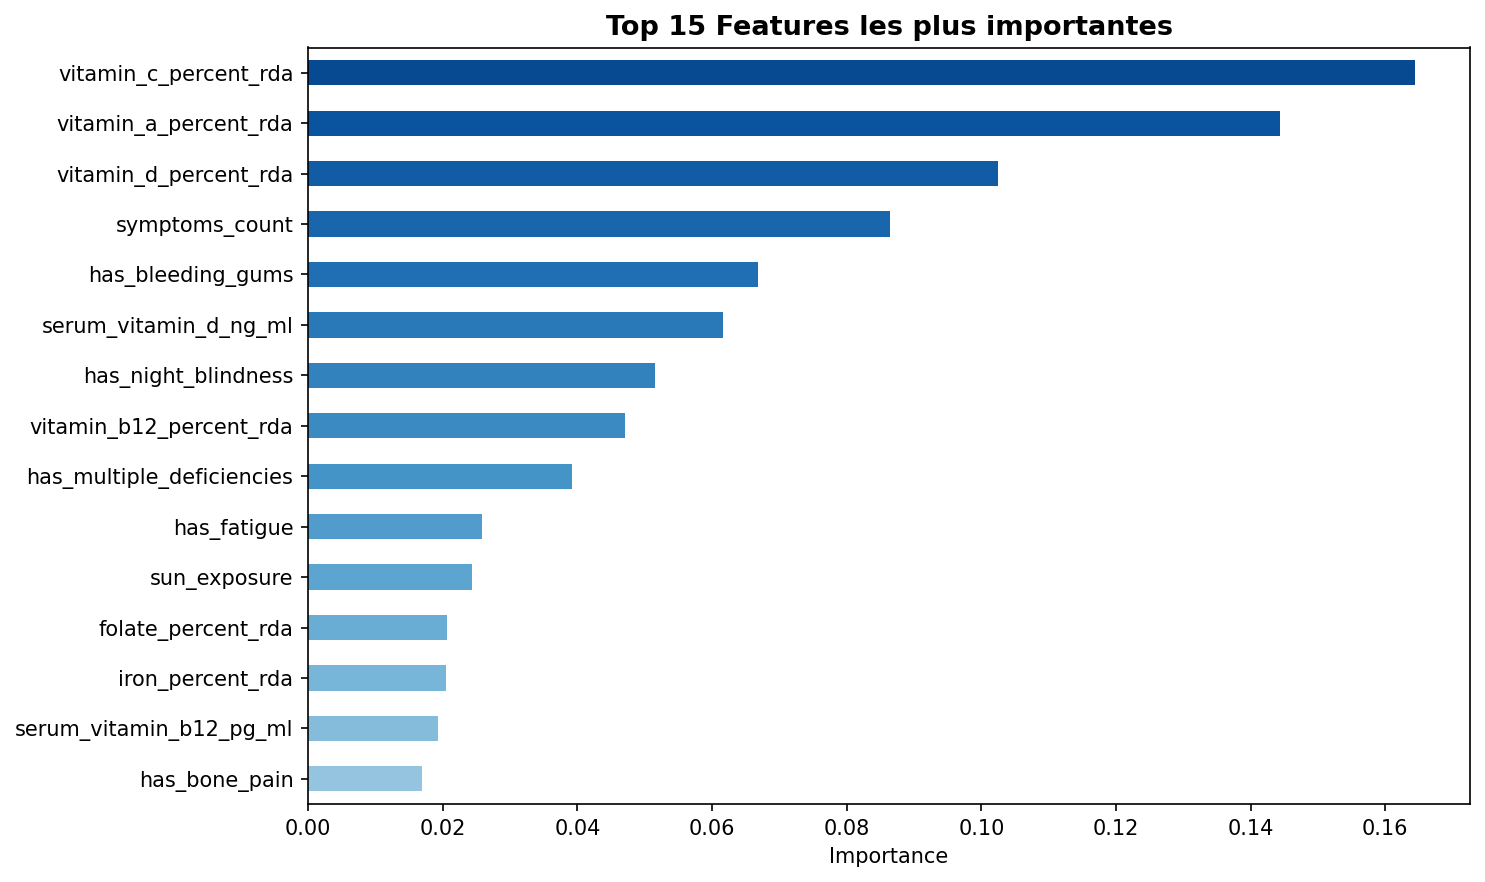 Top 15 Features les plus importantes
vitamin_c_percent_rda
vitamin_a_percent_rda
vitamin_d_percent_rda
symptoms_count
has_bleeding_gums
serum_vitamin_d_ng_ml
has_night_blindness
vitamin_b12_percent_rda
has_multiple_deficiencies
has_fatigue
sun_exposure
folate_percent_rda
iron_percent_rda
serum_vitamin_b12_pg_ml
has_bone_pain
0.00 0.02 0.04 0.06 0.08 0.10 0.12 0.14 0.16
Importance